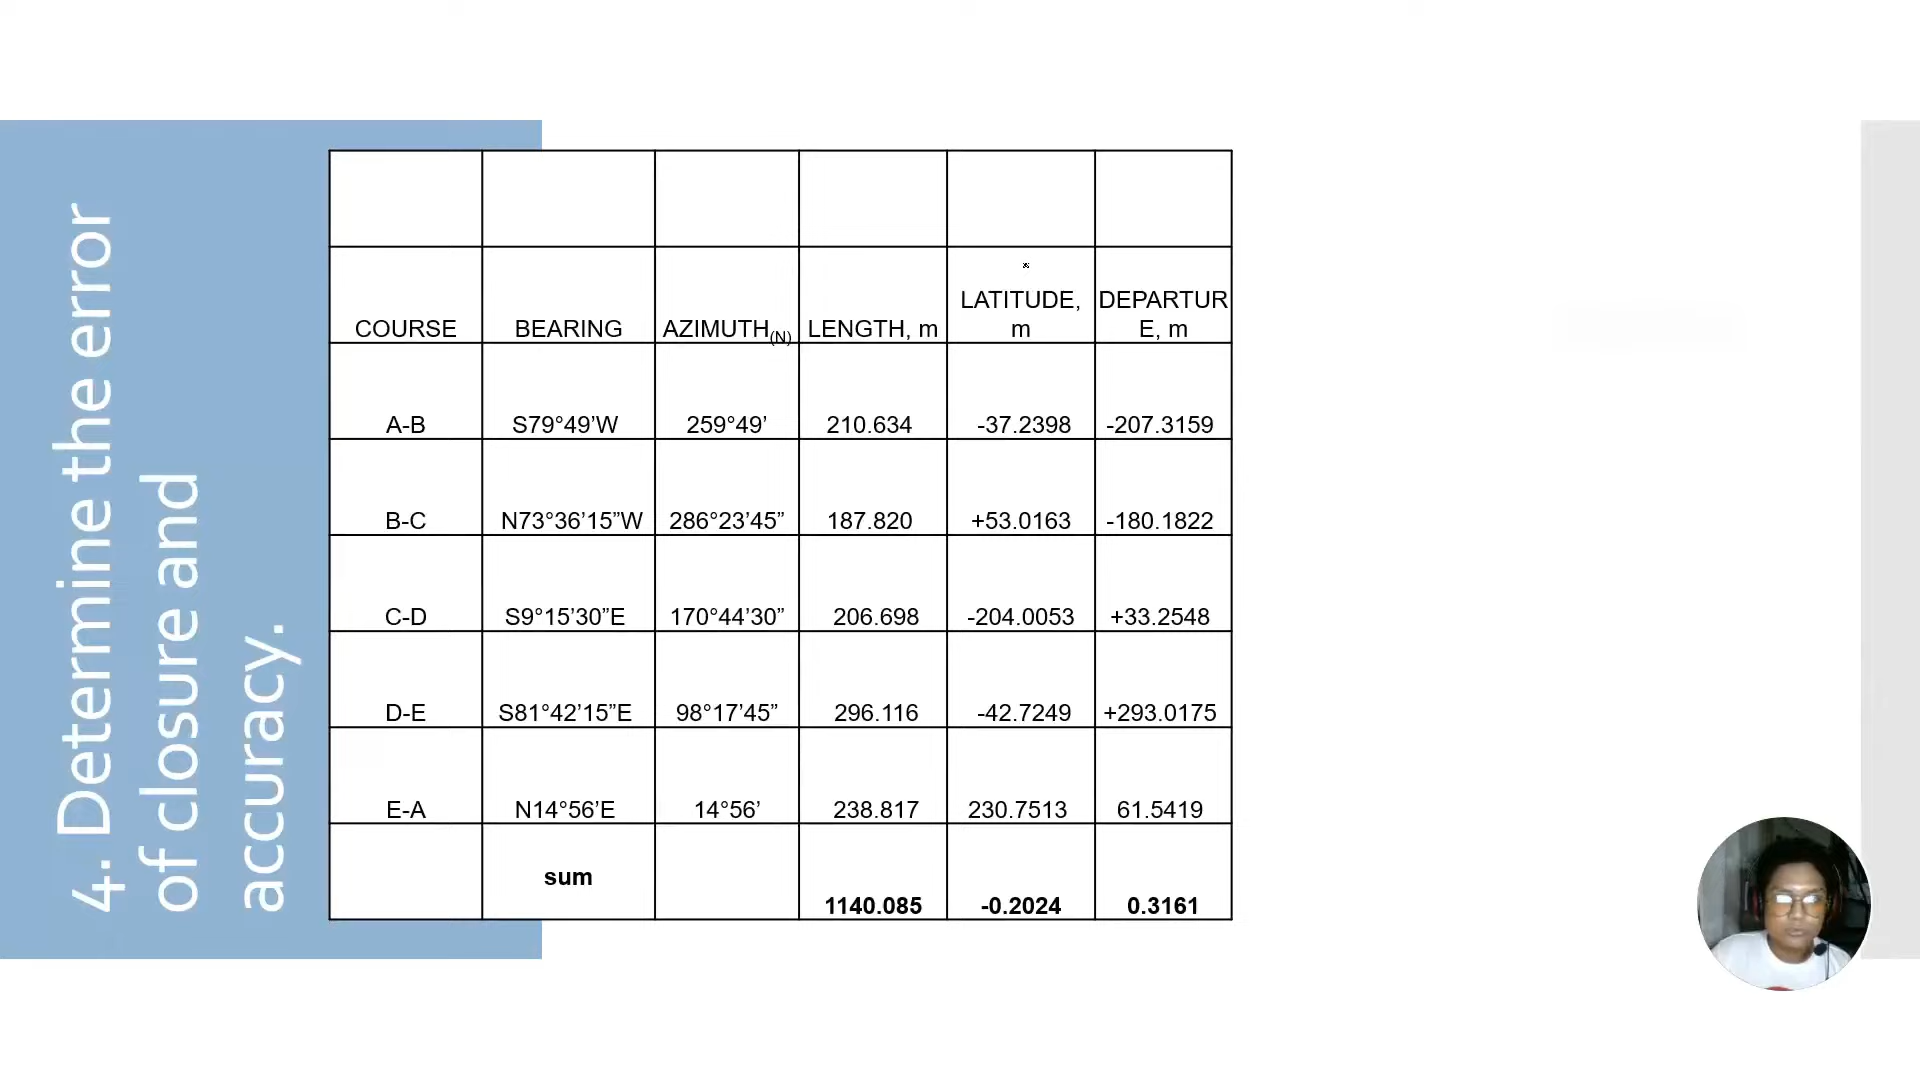 4. Determine the error
of closure and
accuracy.
COURSE BEARING AZIMUTH(N) LENGTH, m LATITUDE, m DEPARTURE, m
A-B S79°49’W 259°49’ 210.634 -37.2398 -207.3159
B-C N73°36’15”W 286°23’45” 187.820 +53.0163 -180.1822
C-D S9°15’30”E 170°44’30” 206.698 -204.0053 +33.2548
D-E S81°42’15”E 98°17’45” 296.116 -42.7249 +293.0175
E-A N14°56’E 14°56’ 238.817 230.7513 61.5419
sum 1140.085 -0.2024 0.3161